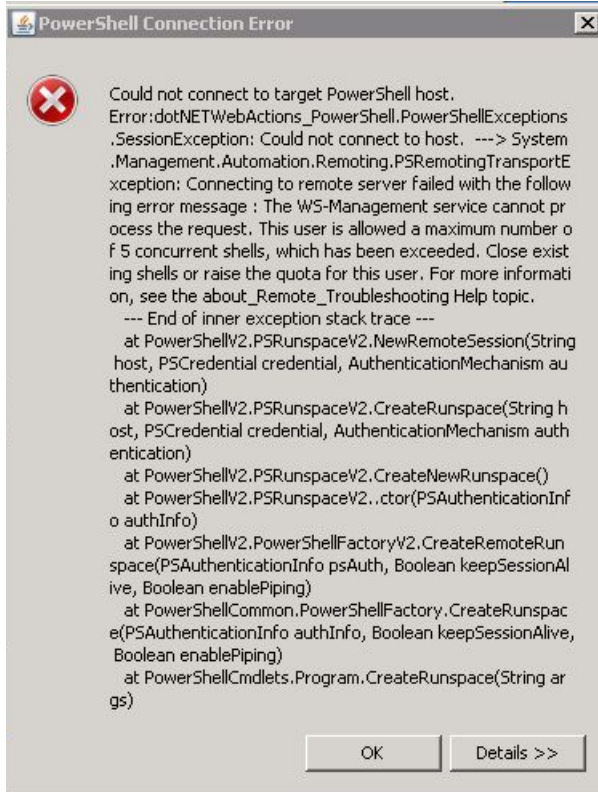 PowerShell Connection Error
Could not connect to target PowerShell host.
Error:dotNETWebActions_PowerShell.PowerShellExceptions
.SessionException: Could not connect to host. ---> System
.Management.Automation.Remoting.PSRemotingTransportE
xception: Connecting to remote server failed with the follow
ing error message : The WS-Management service cannot pr
ocess the request. This user is allowed a maximum number o
f 5 concurrent shells, which has been exceeded. Close exist
ing shells or raise the quota for this user. For more informati
on, see the about_Remote_Troubleshooting Help topic.
--- End of inner exception stack trace ---
at PowerShellV2.PSRunspaceV2.NewRemoteSession(String
host, PSCredential credential, AuthenticationMechanism au
thentication)
at PowerShellV2.PSRunspaceV2.CreateRunspace(String h
ost, PSCredential credential, AuthenticationMechanism auth
entication)
at PowerShellV2.PSRunspaceV2.CreateNewRunspace()
at PowerShellV2.PSRunspaceV2..ctor(PSAuthenticationInf
o authInfo)
at PowerShellV2.PowerShellFactoryV2.CreateRemoteRun
space(PSAuthenticationInfo psAuth, Boolean keepSessionAl
ive, Boolean enablePiping)
at PowerShellCommon.PowerShellFactory.CreateRunspac
e(PSAuthenticationInfo authInfo, Boolean keepSessionAlive,
Boolean enablePiping)
at PowerShellCmdlets.Program.CreateRunspace(String ar
gs)
OK
Details >>